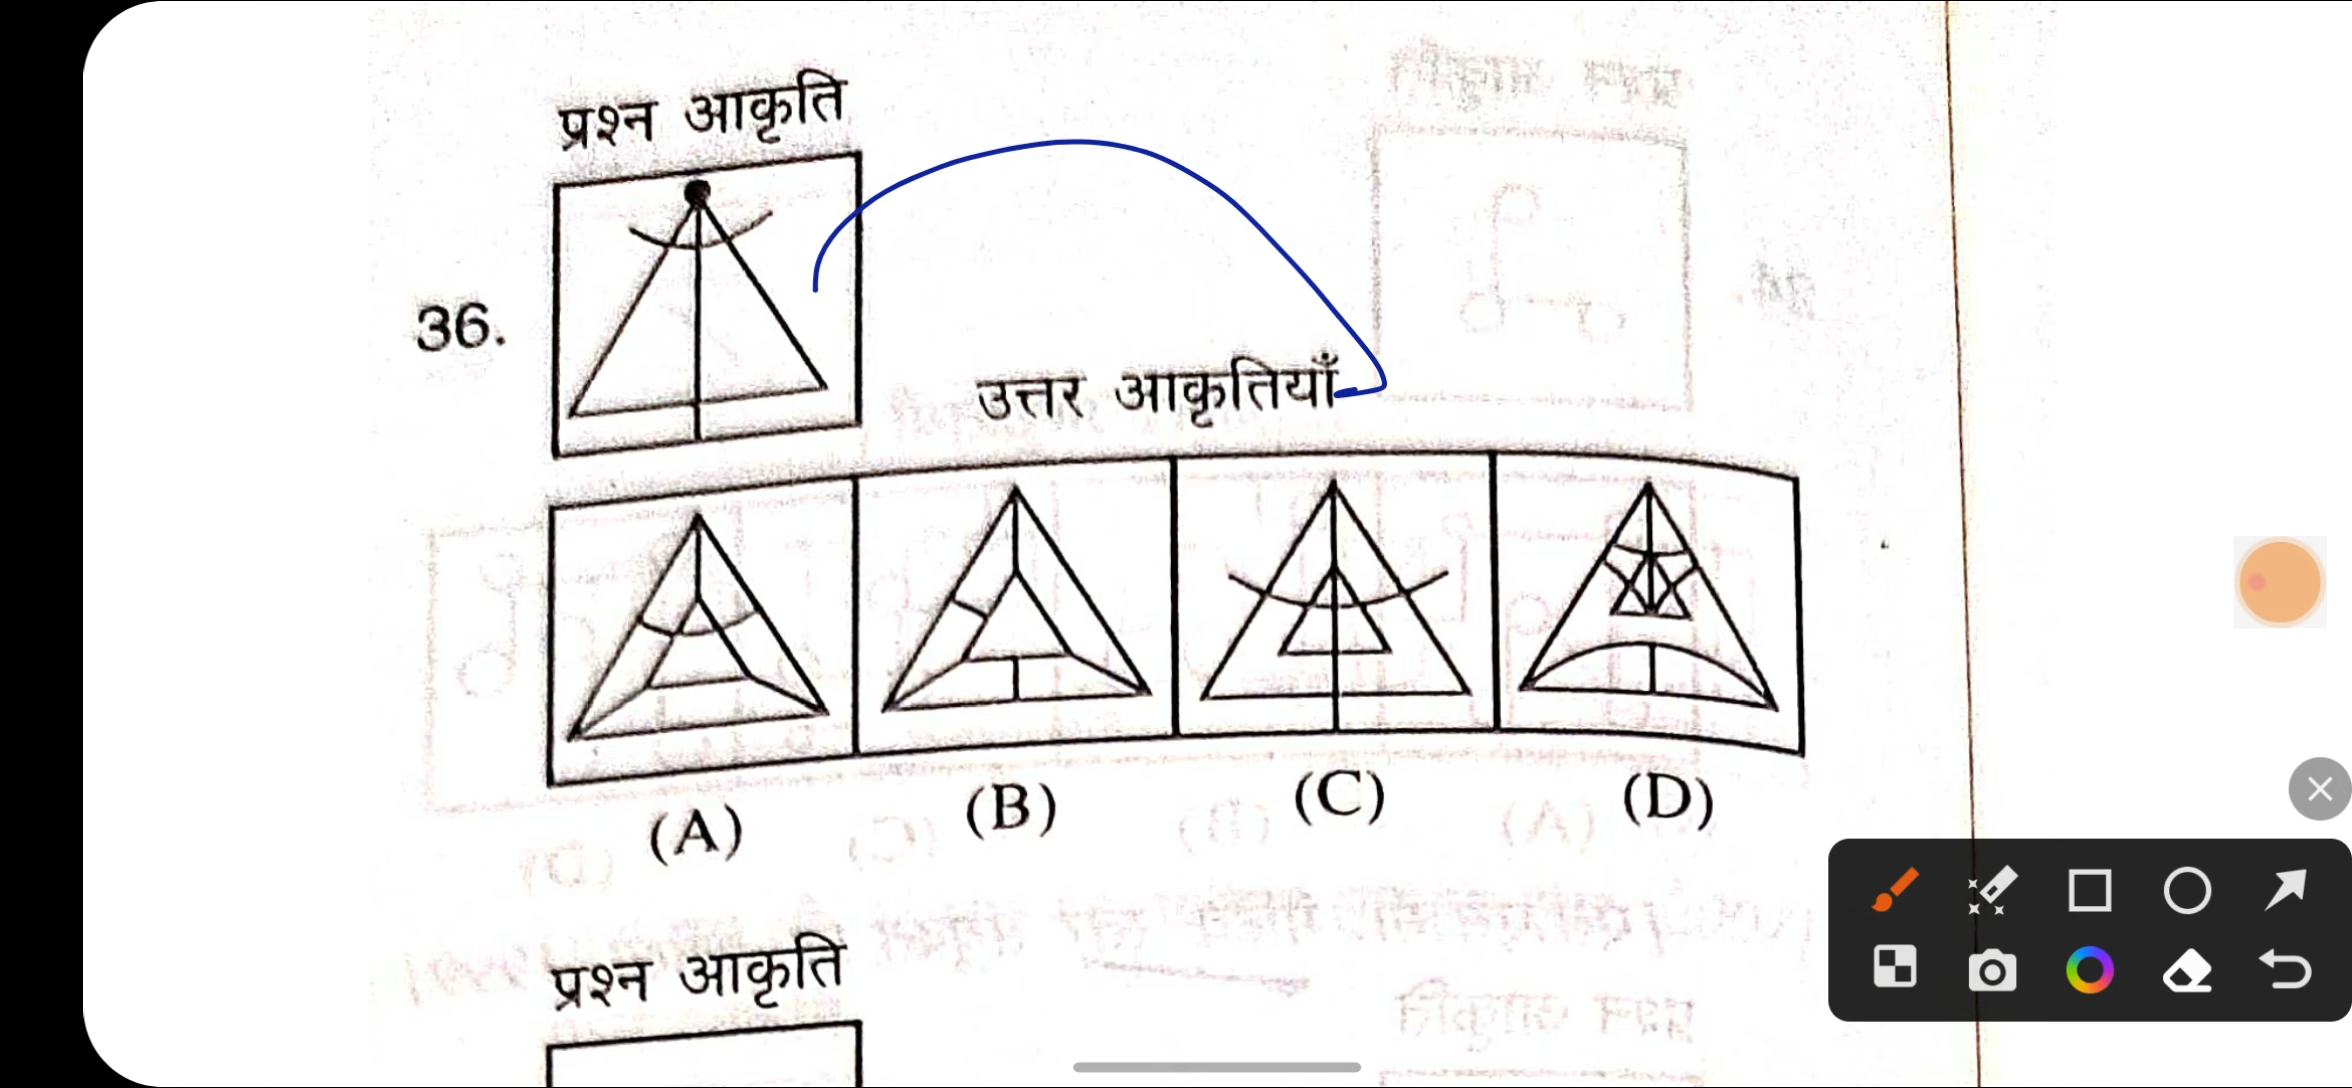 प्रश्न आकृति
36.
उत्तर आकृतियाँ
(A) (B) (C) (D)
प्रश्न आकृति